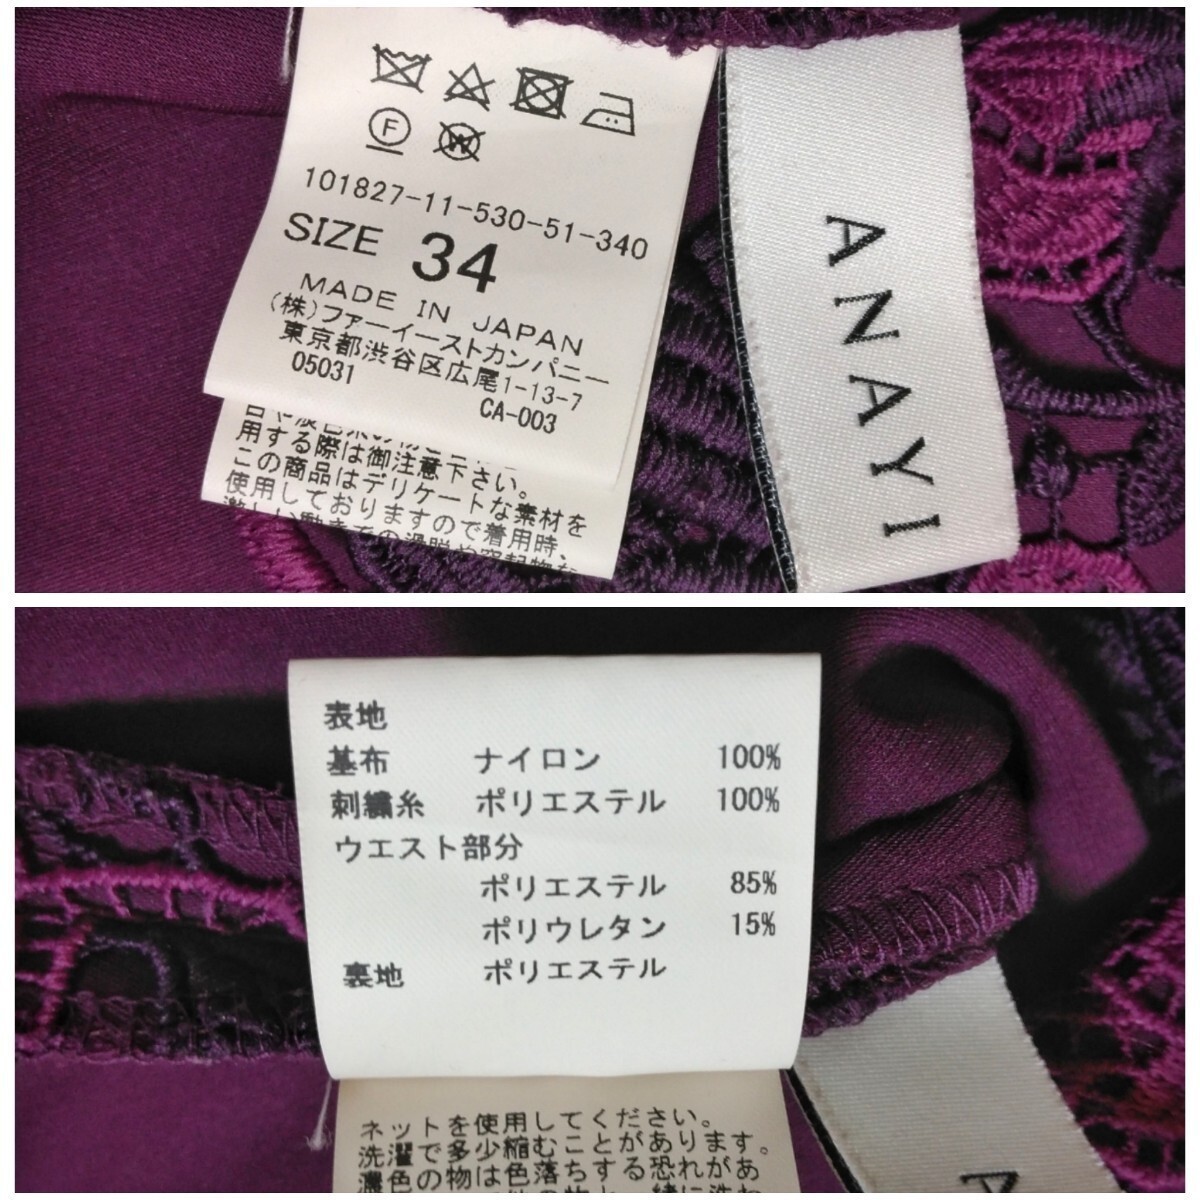 F
W
101827-11-530-51-340
SIZE 34
MADE IN JAPAN
(株)ファーイーストカンパニー
東京都渋谷区広尾1-13-7
05031
CA-003
用する際は御注意下さい。
この商品はデリケートな素材を
使用しておりますので着用時、
ANAYI
表地
基布 ナイロン 100%
刺繍糸 ポリエステル 100%
ウエスト部分
ポリエステル 85%
ポリウレタン 15%
裏地 ポリエステル
ネットを使用してください。
洗濯で多少縮むことがあります。
濃色の物は色落ちする恐れがあ
A